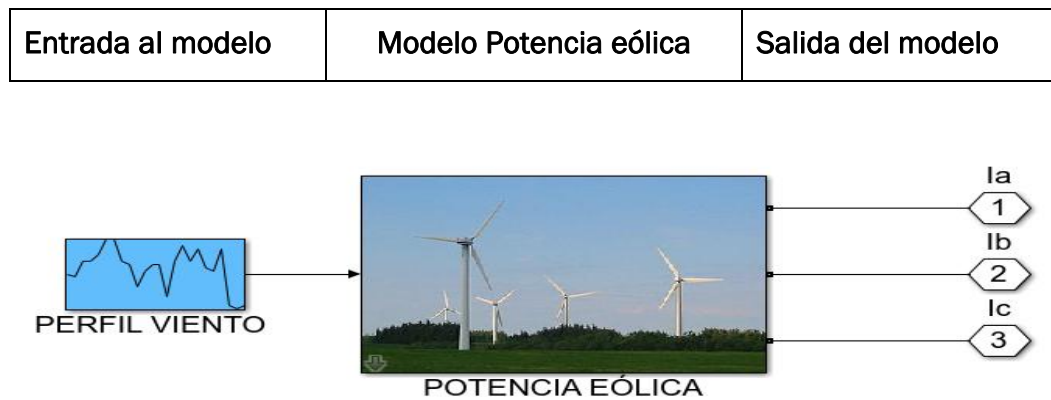 Entrada al modelo
Modelo Potencia eólica
Salida del modelo
Ia
1
Ib
2
Ic
3
PERFIL VIENTO
POTENCIA EÓLICA